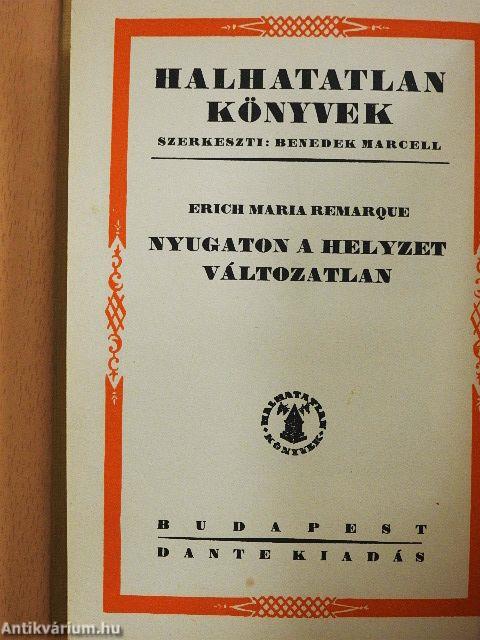 HALHATATLAN
KÖNYVEK
SZERKESZTI: BENEDEK MARCELL
ERICH MARIA REMARQUE
NYUGATON A HELYZET
VÁLTOZATLAN
HALHATATLAN
KÖNYVEK
BUDAPEST
DANTE KIADÁS
Antikvárium.hu